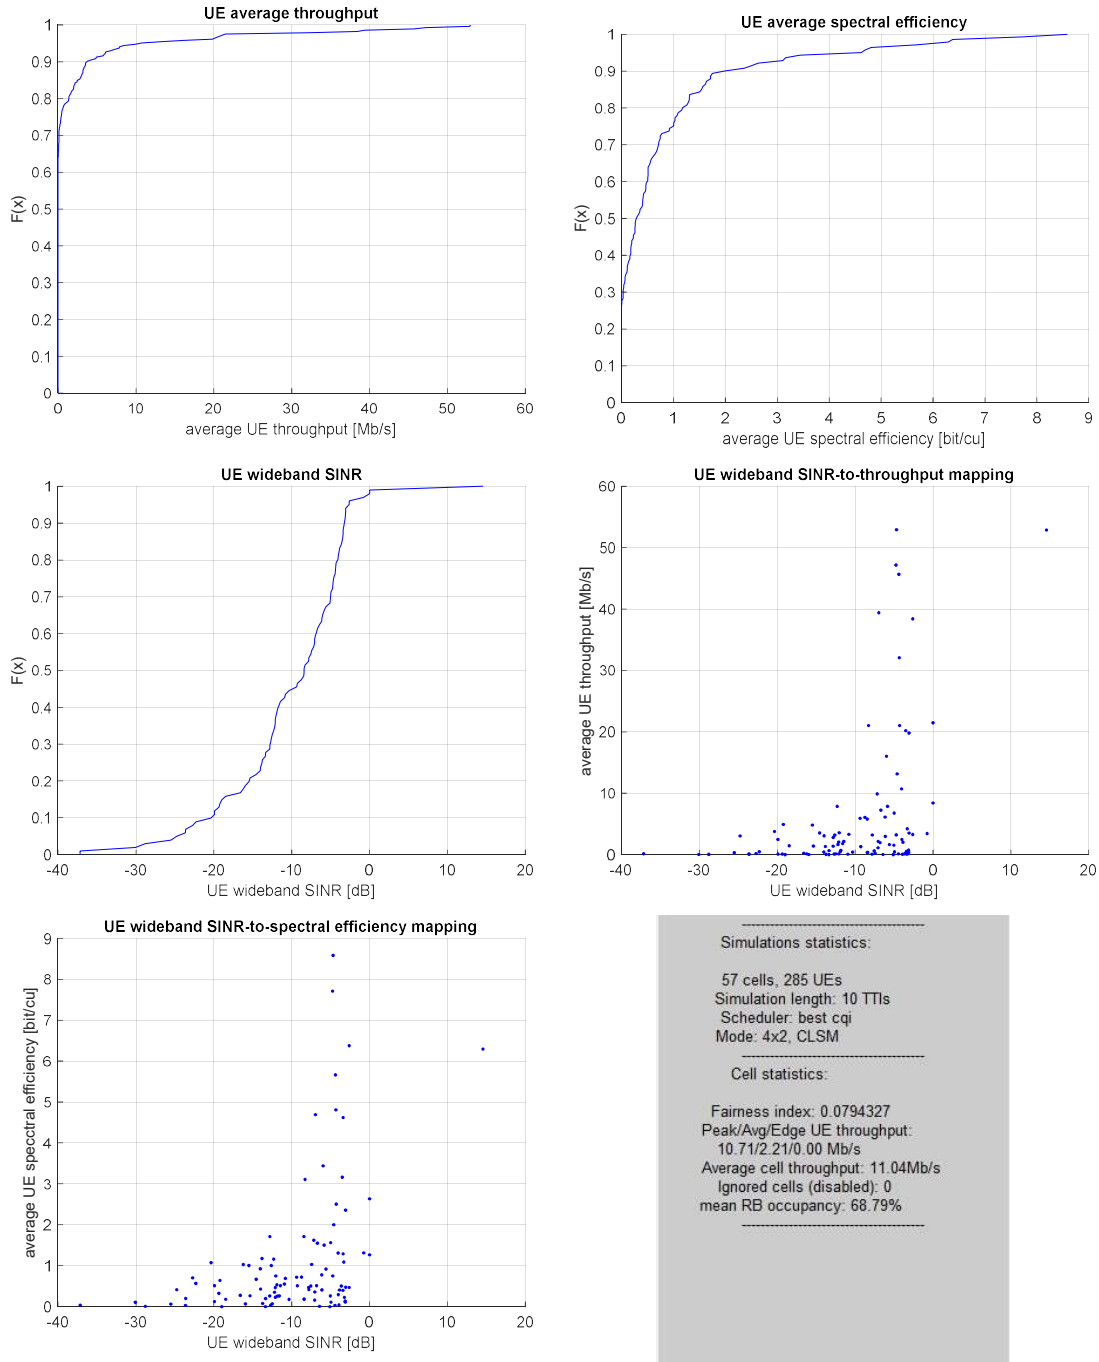 UE average throughput
1
0.9
0.8
0.7
0.6
0.5
0.4
0.3
0.2
0.1
0
F(x)
0 10 20 30 40 50 60
average UE throughput [Mb/s]
UE average spectral efficiency
1
0.9
0.8
0.7
0.6
0.5
0.4
0.3
0.2
0.1
0
F(x)
0 1 2 3 4 5 6 7 8 9
average UE spectral efficiency [bit/cu]
UE wideband SINR
1
0.9
0.8
0.7
0.6
0.5
0.4
0.3
0.2
0.1
0
F(x)
-40 -30 -20 -10 0 10 20
UE wideband SINR [dB]
UE wideband SINR-to-throughput mapping
60
50
40
30
20
10
0
average UE throughput [Mb/s]
-40 -30 -20 -10 0 10 20
UE wideband SINR [dB]
UE wideband SINR-to-spectral efficiency mapping
9
8
7
6
5
4
3
2
1
0
average UE specctral efficiency [bit/cu]
-40 -30 -20 -10 0 10 20
UE wideband SINR [dB]
----------------------------------------
Simulations statistics:
57 cells, 285 UEs
Simulation length: 10 TTIs
Scheduler: best cqi
Mode: 4x2, CLSM
----------------------------------------
Cell statistics:
Fairness index: 0.0794327
Peak/Avg/Edge UE throughput:
10.71/2.21/0.00 Mb/s
Average cell throughput: 11.04Mb/s
Ignored cells (disabled): 0
mean RB occupancy: 68.79%
----------------------------------------